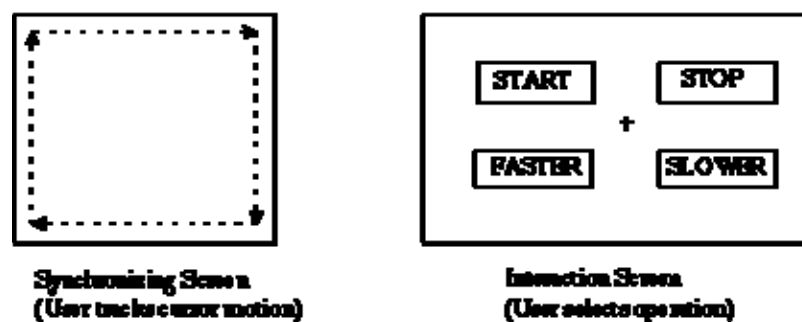 START STOP
FASTER SLOWER
Synchronizing Screen
(User tracks cursor motion)
Interaction Screen
(User selects operation)